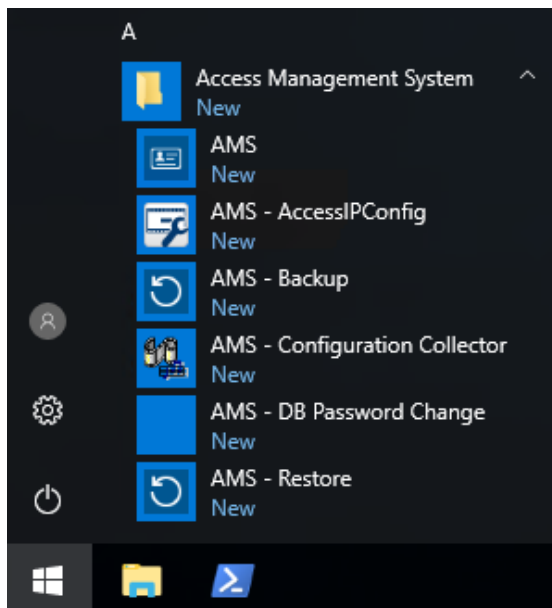 A
Access Management System
New
AMS
New
AMS - AccessIPConfig
New
AMS - Backup
New
AMS - Configuration Collector
New
AMS - DB Password Change
New
AMS - Restore
New